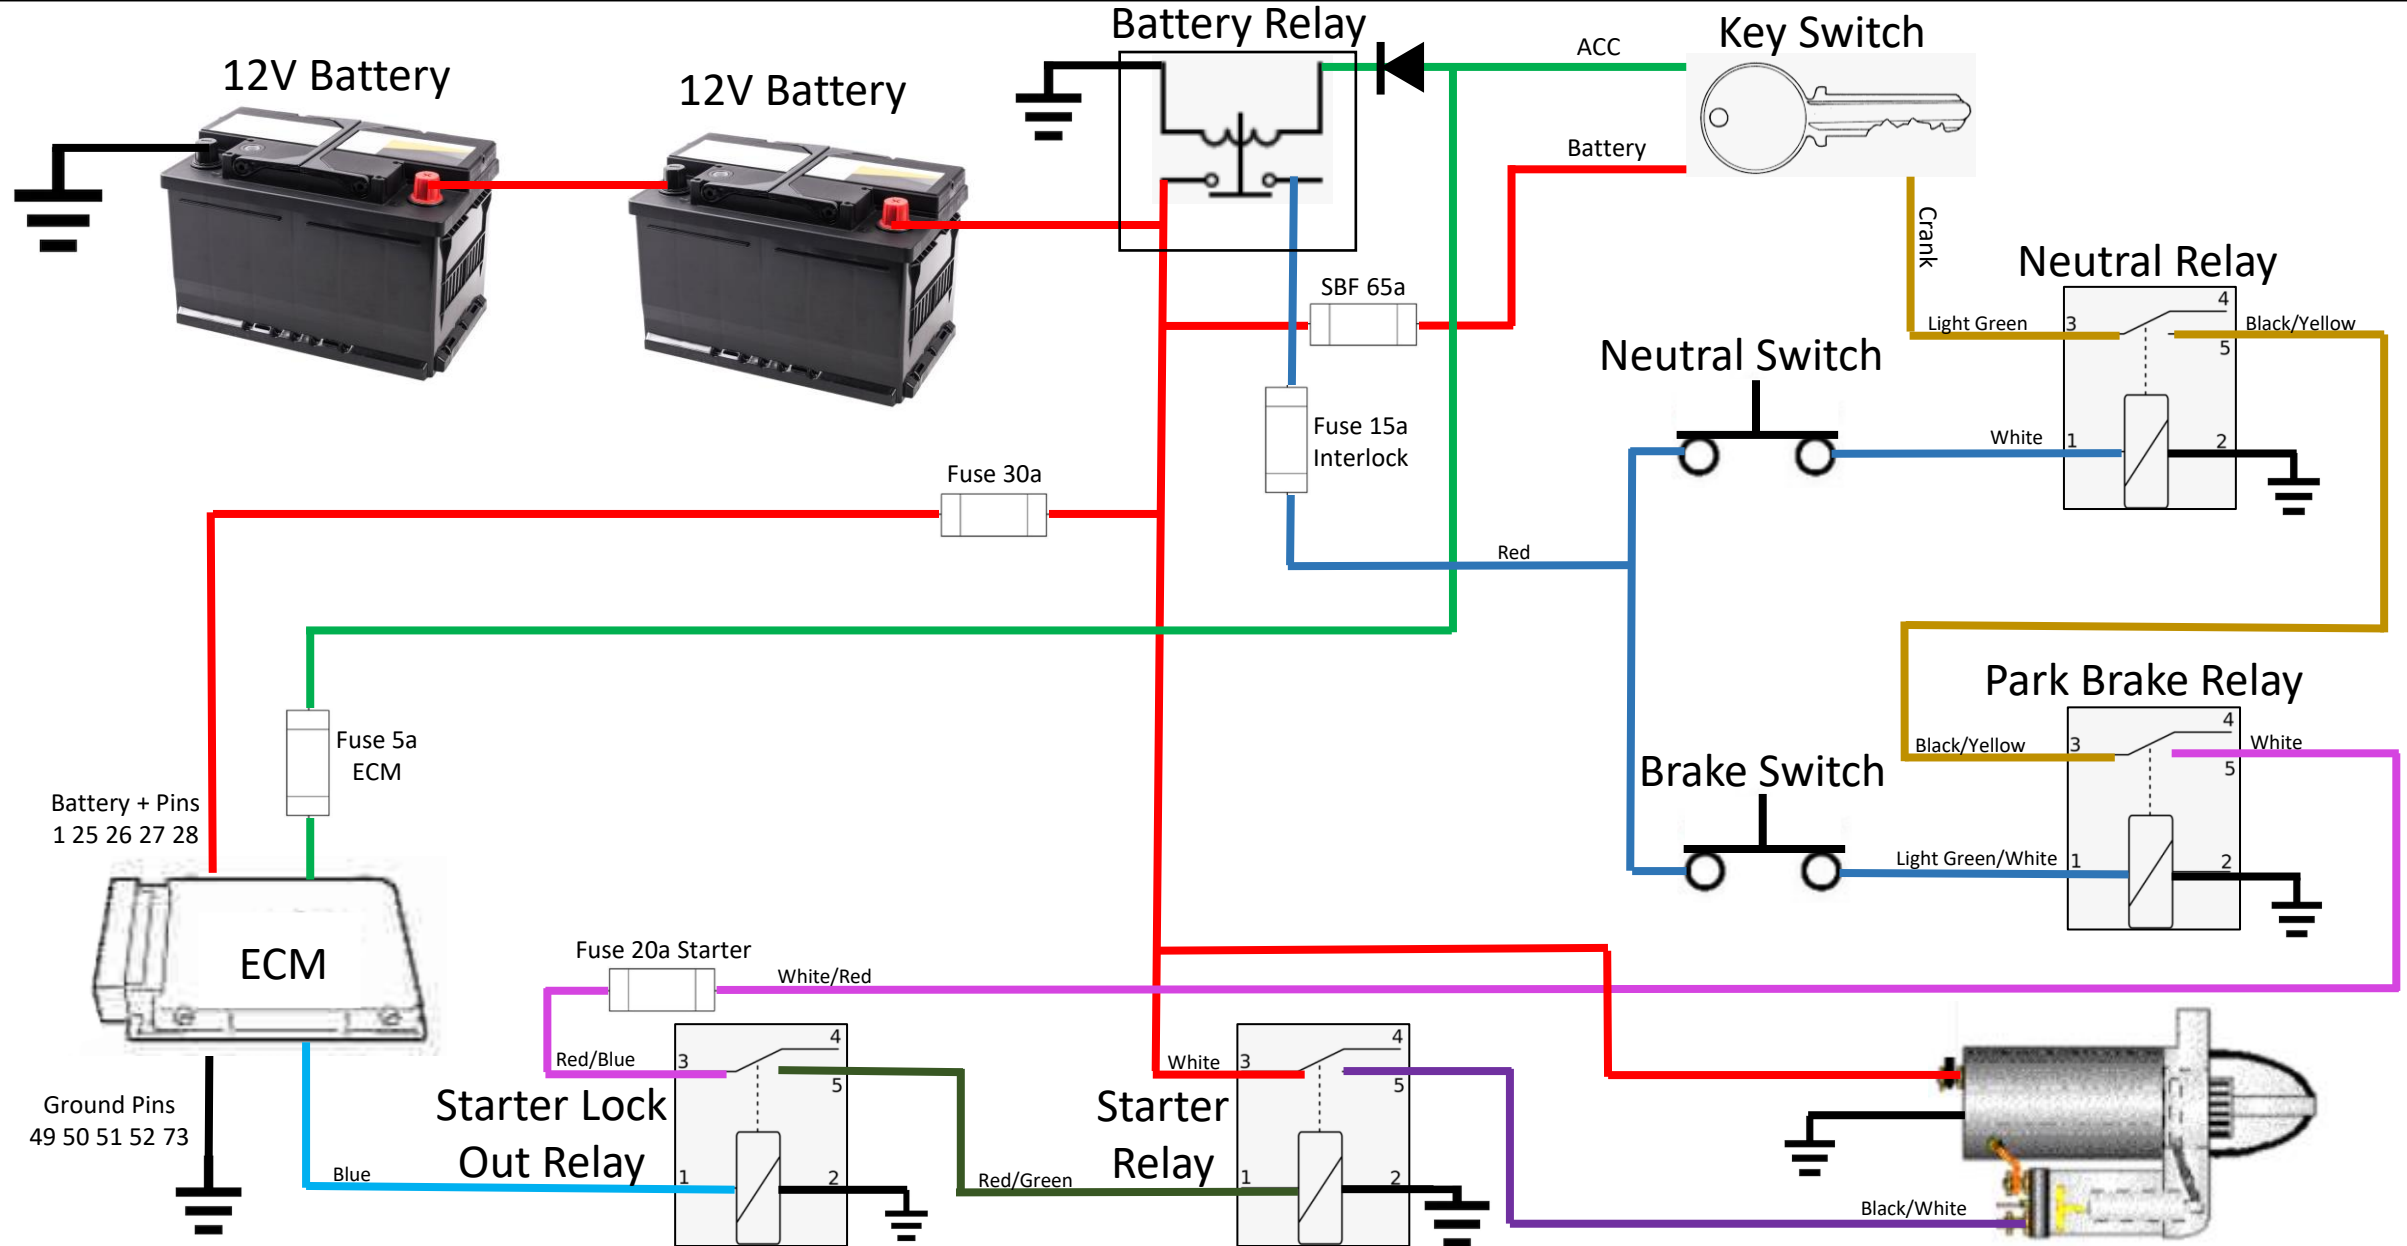 Battery Relay
Key Switch
12V Battery
12V Battery
ACC
Battery
Crank
Neutral Relay
SBF 65a
4
Light Green
3
Black/Yellow
5
Neutral Switch
Fuse 15a
Interlock
White
1
2
Fuse 30a
Red
Park Brake Relay
4
Black/Yellow
3
White
5
Fuse 5a
ECM
Brake Switch
Battery + Pins
1 25 26 27 28
Light Green/White
1
2
ECM
Fuse 20a Starter
White/Red
4
4
Red/Blue
3
White
3
5
5
Starter Lock
Out Relay
Starter
Relay
Ground Pins
49 50 51 52 73
Blue
1
2
Red/Green
1
2
Black/White